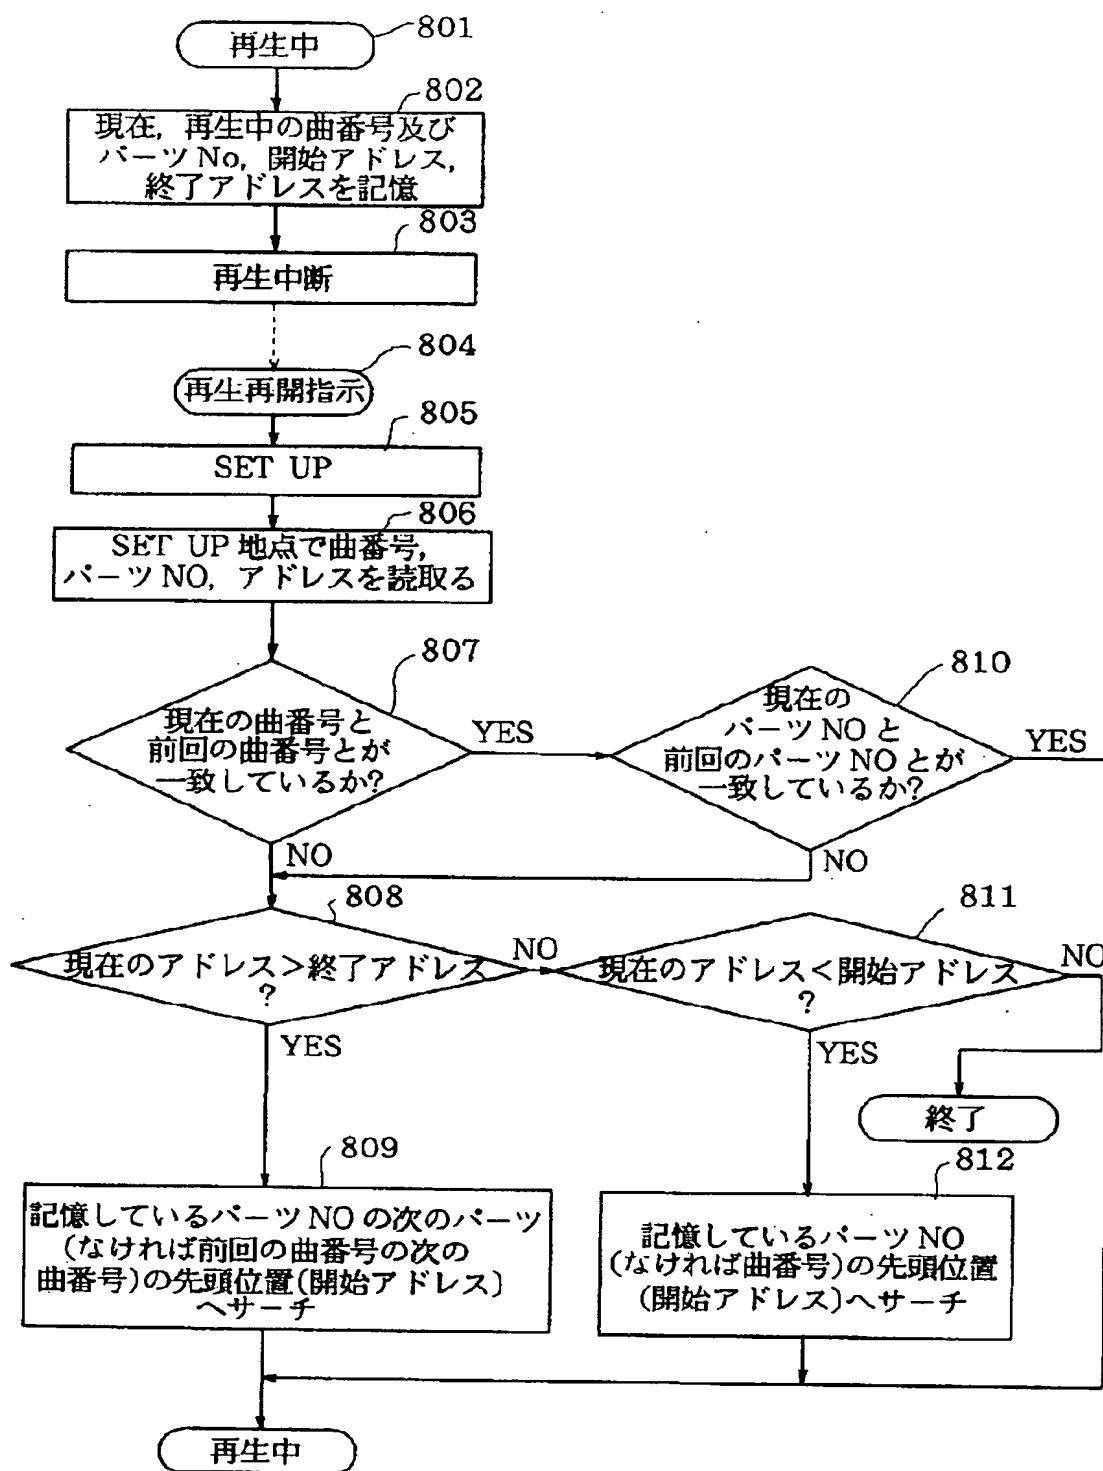 再生中
801
802
現在, 再生中の曲番号及び
パーツ No, 開始アドレス,
終了アドレスを記憶
803
再生中断
804
再生再開指示
805
SET UP
806
SET UP 地点で曲番号,
パーツ NO, アドレスを読取る
807
現在の曲番号と
前回の曲番号とが
一致しているか?
YES
NO
810
現在の
パーツ NO と
前回のパーツ NO とが
一致しているか?
YES
NO
808
現在のアドレス>終了アドレス
?
NO
YES
811
現在のアドレス<開始アドレス
?
NO
YES
終了
809
記憶しているパーツ NO の次のパーツ
(なければ前回の曲番号の次の
曲番号)の先頭位置(開始アドレス)
へサーチ
812
記憶しているパーツ NO
(なければ曲番号)の先頭位置
(開始アドレス)へサーチ
再生中